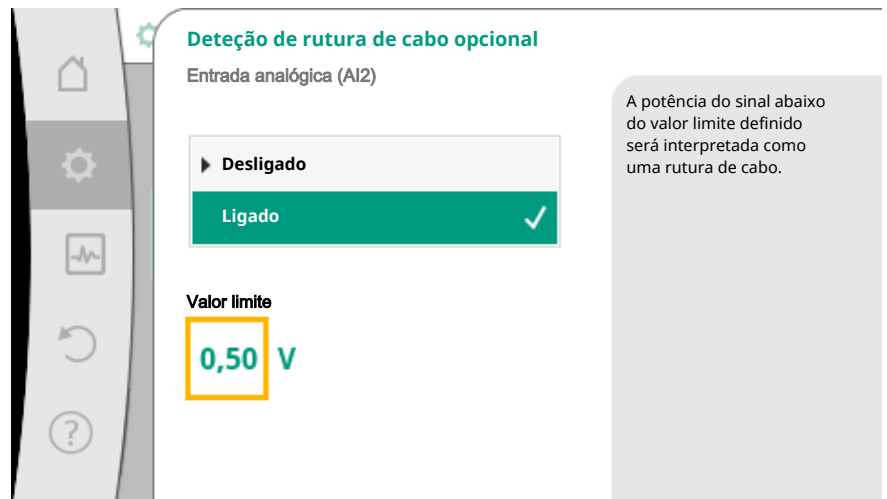 Deteção de rutura de cabo opcional
Entrada analógica (AI2)
Desligado
Ligado
Valor limite
0,50 V
A potência do sinal abaixo
do valor limite definido
será interpretada como
uma rutura de cabo.
?